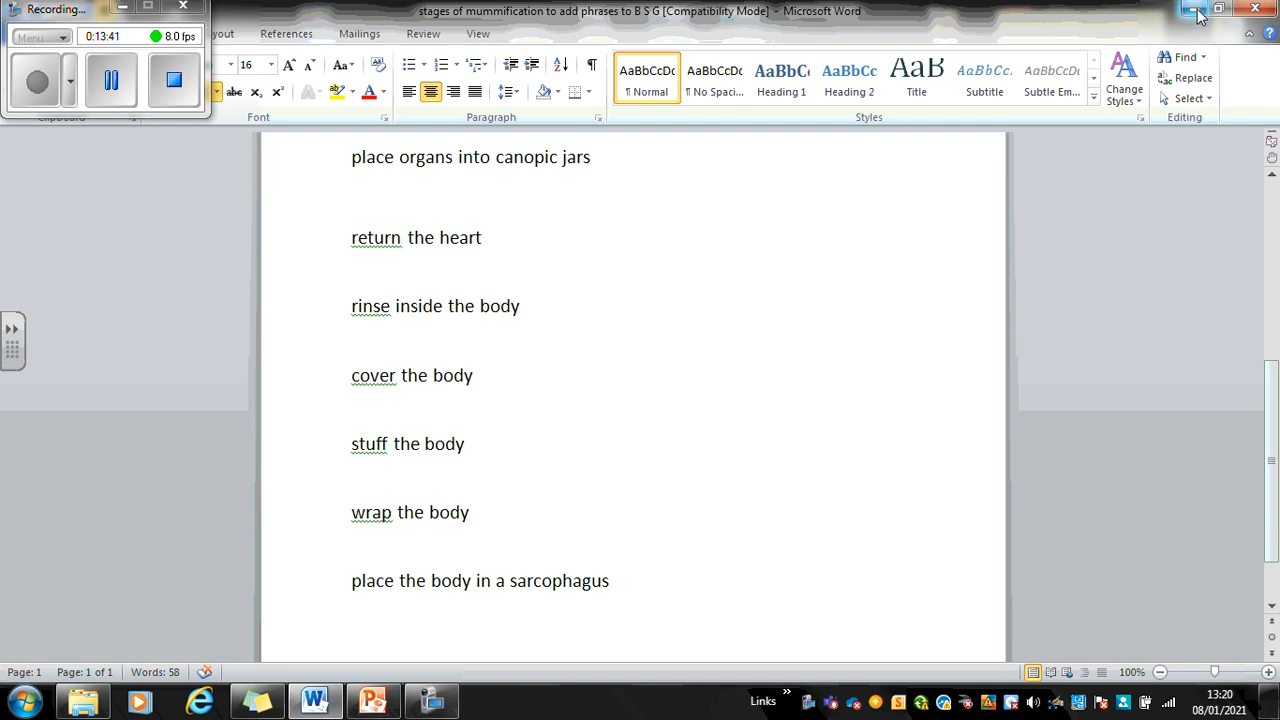 Recording...
stages of mummification to add phrases to B S G [Compatibility Mode] - Microsoft Word
Menu
0:13:41
8.0 fps
References
Mailings
Review
View
16
Aa
abc
AaBbCcDc
AaBbCcDc
AaBbCc
AaBbCc
AaB
AaBbCc.
AaBbCcDc
¶ Normal
¶ No Spaci...
Heading 1
Heading 2
Title
Subtitle
Subtle Em...
Change Styles
Find
Replace
Select
Font
Paragraph
Styles
Editing
place organs into canopic jars
return the heart
rinse inside the body
cover the body
stuff the body
wrap the body
place the body in a sarcophagus
Page: 1
Page: 1 of 1
Words: 58
100%
Links
13:20
08/01/2021